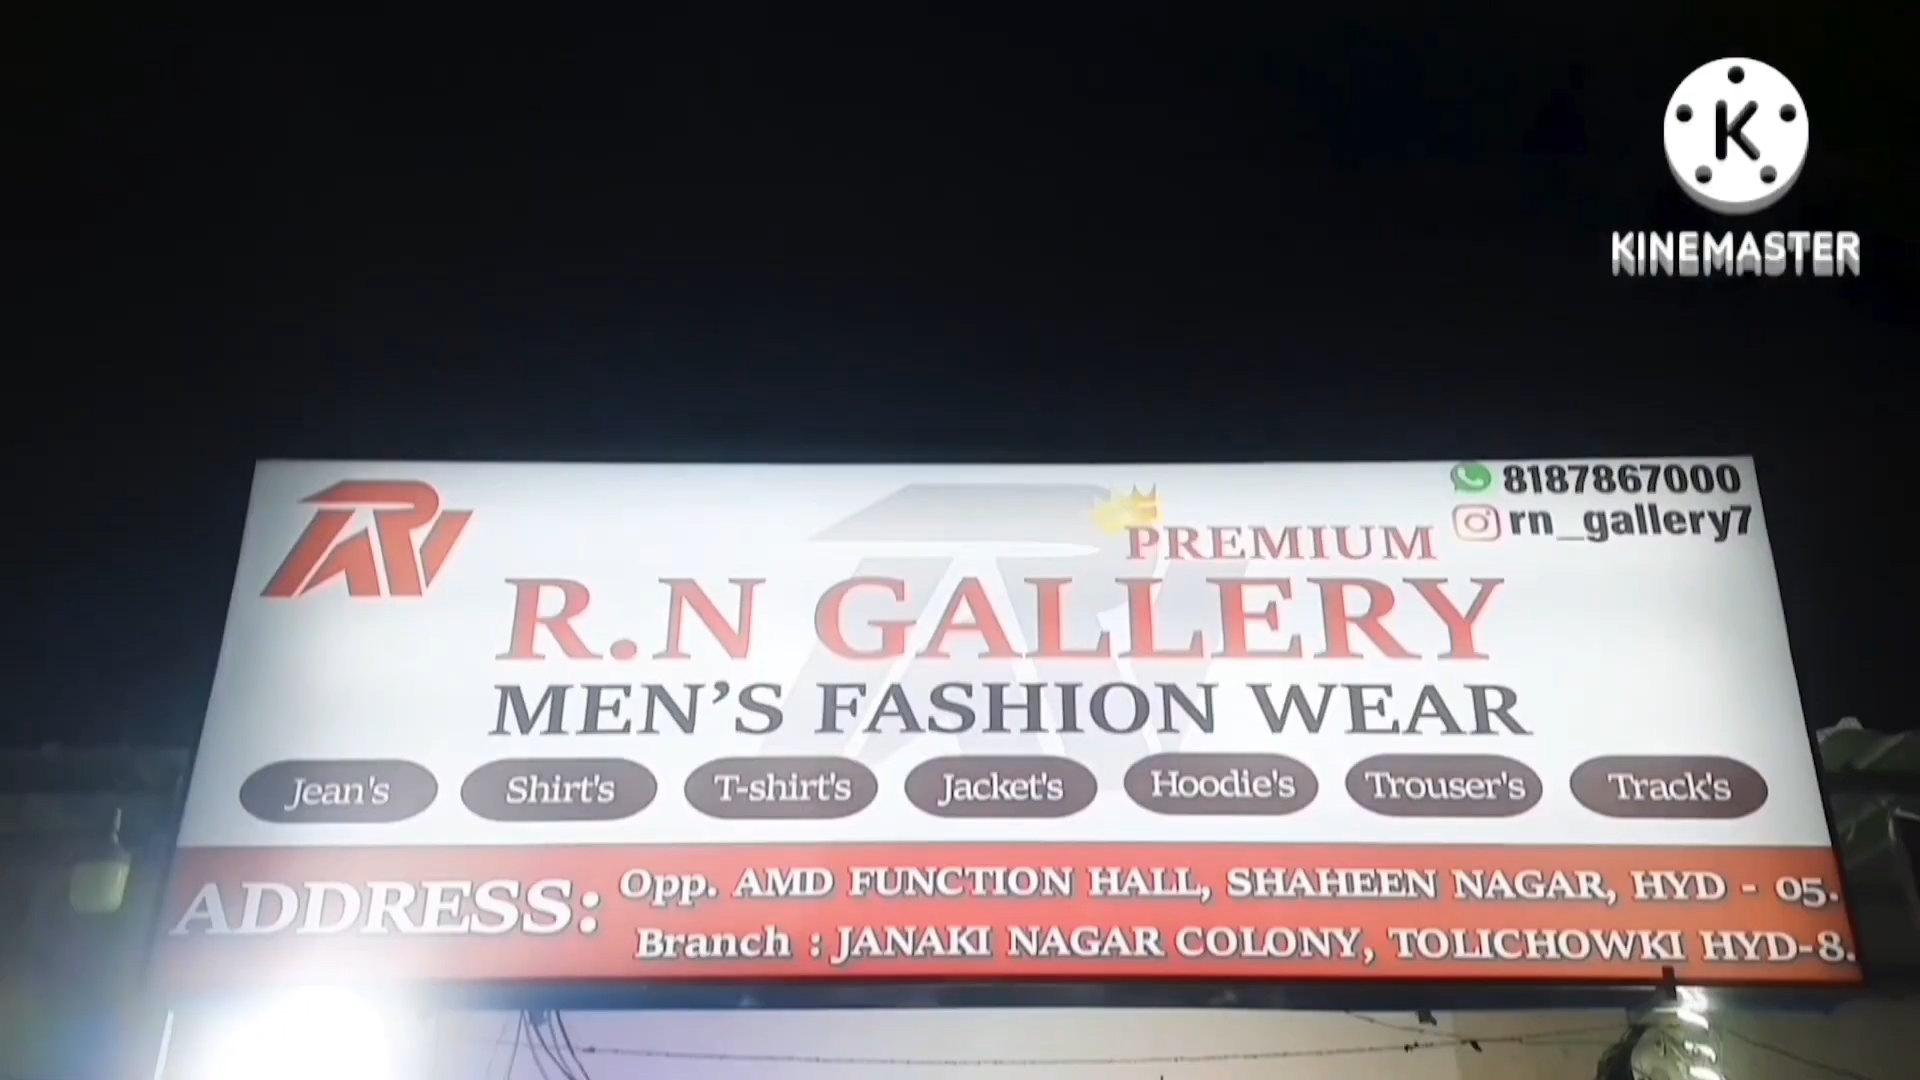 K
KINEMASTER
8187867000
rn_gallery7
PREMIUM
R.N GALLERY
MEN'S FASHION WEAR
Jean's Shirt's T-shirt's Jacket's Hoodie's Trouser's Track's
ADDRESS: Opp. AMD FUNCTION HALL, SHAHEEN NAGAR, HYD - 05.
Branch : JANAKI NAGAR COLONY, TOLICHOWKI HYD-8.